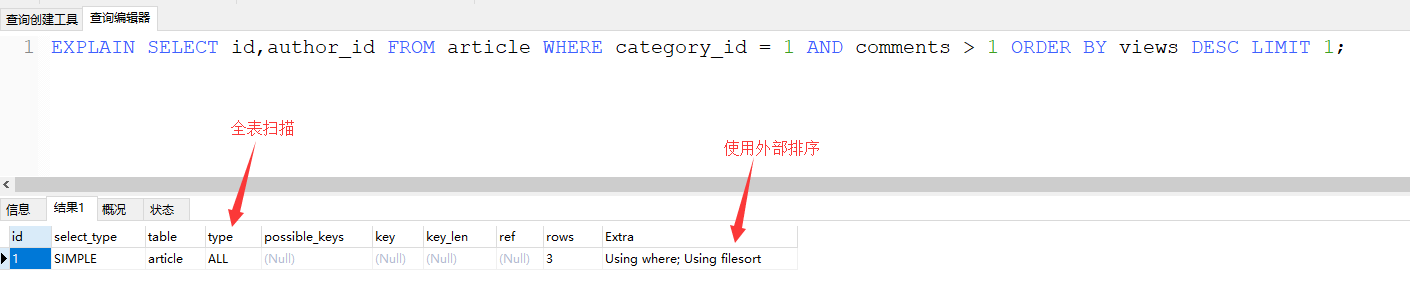 查询创建工具 查询编辑器
1 EXPLAIN SELECT id,author_id FROM article WHERE category_id = 1 AND comments > 1 ORDER BY views DESC LIMIT 1;
全表扫描
使用外部排序
信息 结果1 概况 状态
id select_type table type possible_keys key key_len ref rows Extra
1 SIMPLE article ALL (Null) (Null) (Null) (Null) 3 Using where; Using filesort